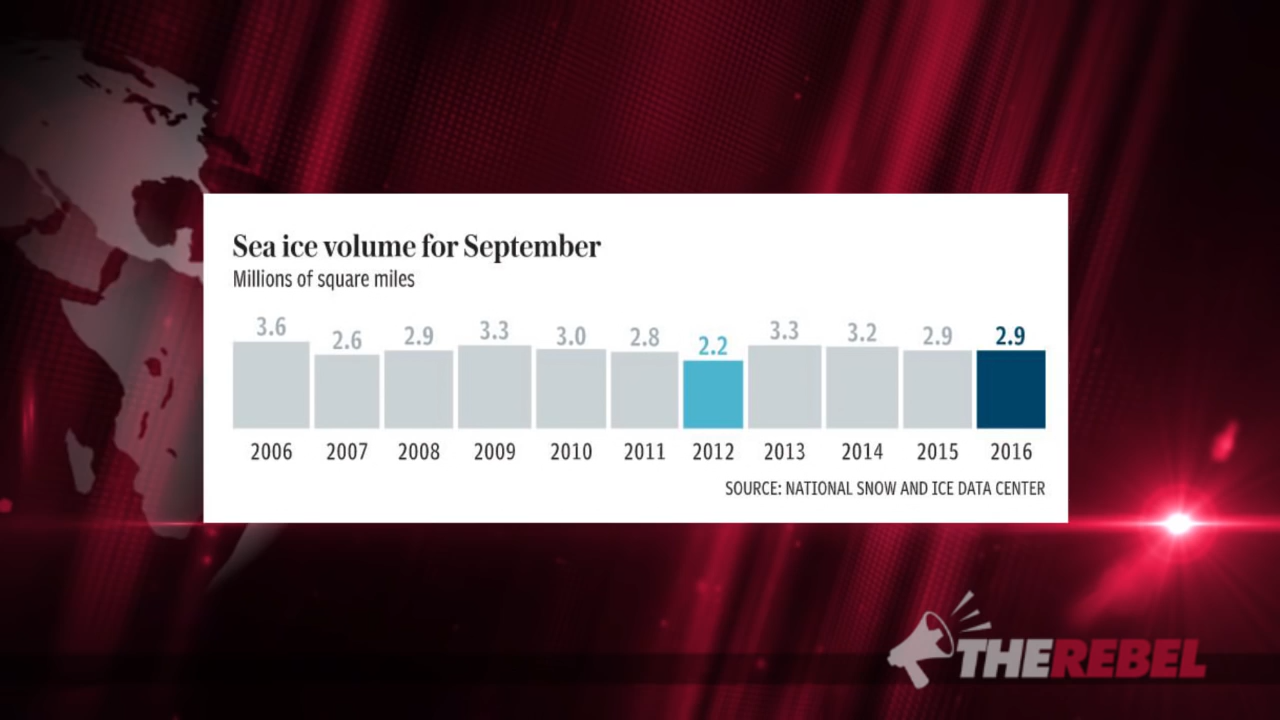 Sea ice volume for September
Millions of square miles
3.6 2.6 2.9 3.3 3.0 2.8 2.2 3.3 3.2 2.9 2.9
2006 2007 2008 2009 2010 2011 2012 2013 2014 2015 2016
SOURCE: NATIONAL SNOW AND ICE DATA CENTER
THEREBEL